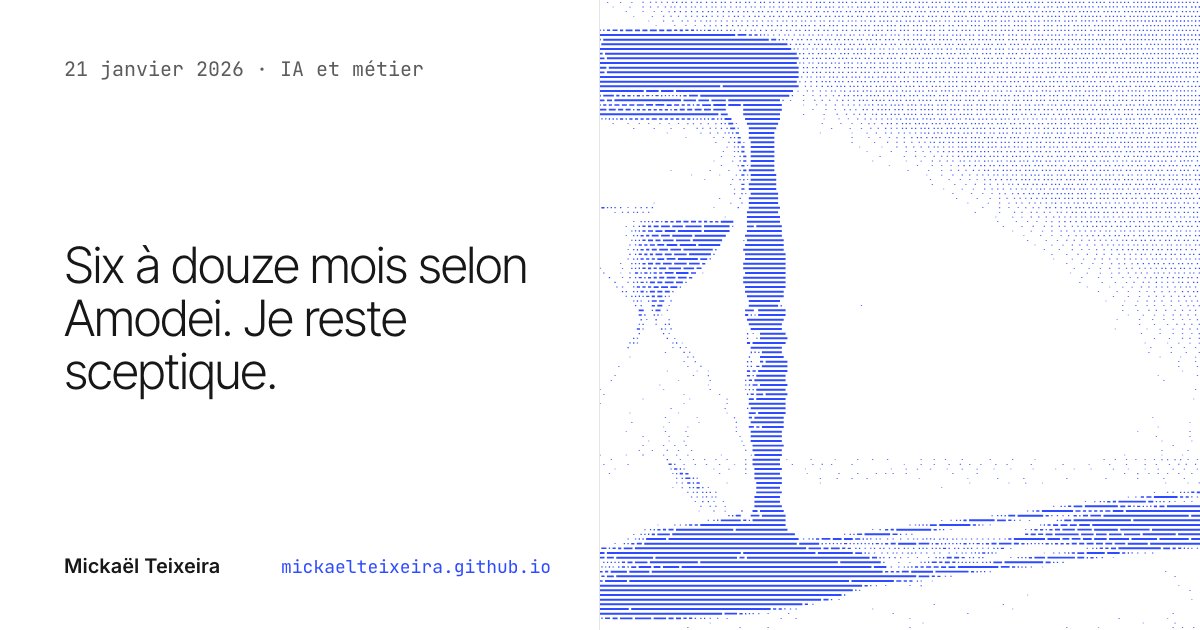 21 janvier 2026 · IA et métier
Six à douze mois selon
Amodei. Je reste
sceptique.
Mickaël Teixeira
mickaelteixeira.github.io